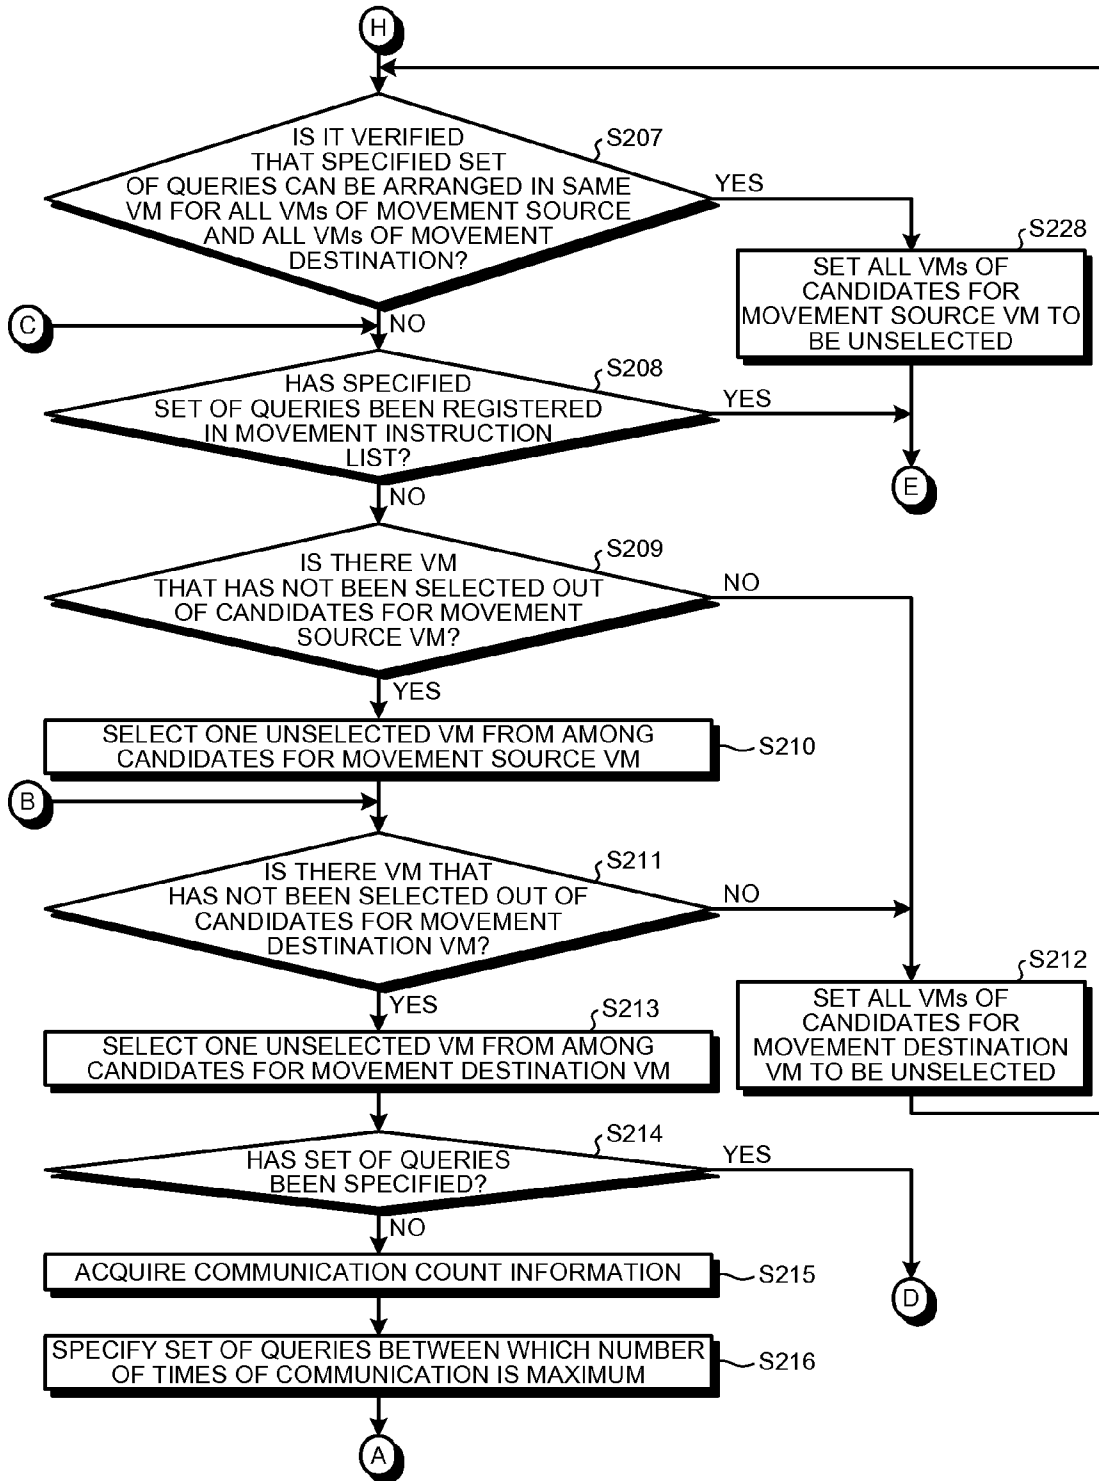 H
IS IT VERIFIED
THAT SPECIFIED SET
OF QUERIES CAN BE ARRANGED IN SAME
VM FOR ALL VMs OF MOVEMENT SOURCE
AND ALL VMs OF MOVEMENT
DESTINATION?
S207
YES
NO
S228
SET ALL VMs OF
CANDIDATES FOR
MOVEMENT SOURCE VM TO
BE UNSELECTED
C
HAS SPECIFIED
SET OF QUERIES BEEN REGISTERED
IN MOVEMENT INSTRUCTION
LIST?
S208
YES
NO
E
IS THERE VM
THAT HAS NOT BEEN SELECTED OUT
OF CANDIDATES FOR MOVEMENT
SOURCE VM?
S209
NO
YES
SELECT ONE UNSELECTED VM FROM AMONG
CANDIDATES FOR MOVEMENT SOURCE VM
S210
B
IS THERE VM THAT
HAS NOT BEEN SELECTED OUT OF
CANDIDATES FOR MOVEMENT
DESTINATION VM?
S211
NO
YES
S212
SET ALL VMs OF
CANDIDATES FOR
MOVEMENT DESTINATION
VM TO BE UNSELECTED
S213
SELECT ONE UNSELECTED VM FROM AMONG
CANDIDATES FOR MOVEMENT DESTINATION VM
HAS SET OF QUERIES
BEEN SPECIFIED?
S214
YES
NO
ACQUIRE COMMUNICATION COUNT INFORMATION
S215
D
SPECIFY SET OF QUERIES BETWEEN WHICH NUMBER
OF TIMES OF COMMUNICATION IS MAXIMUM
S216
A